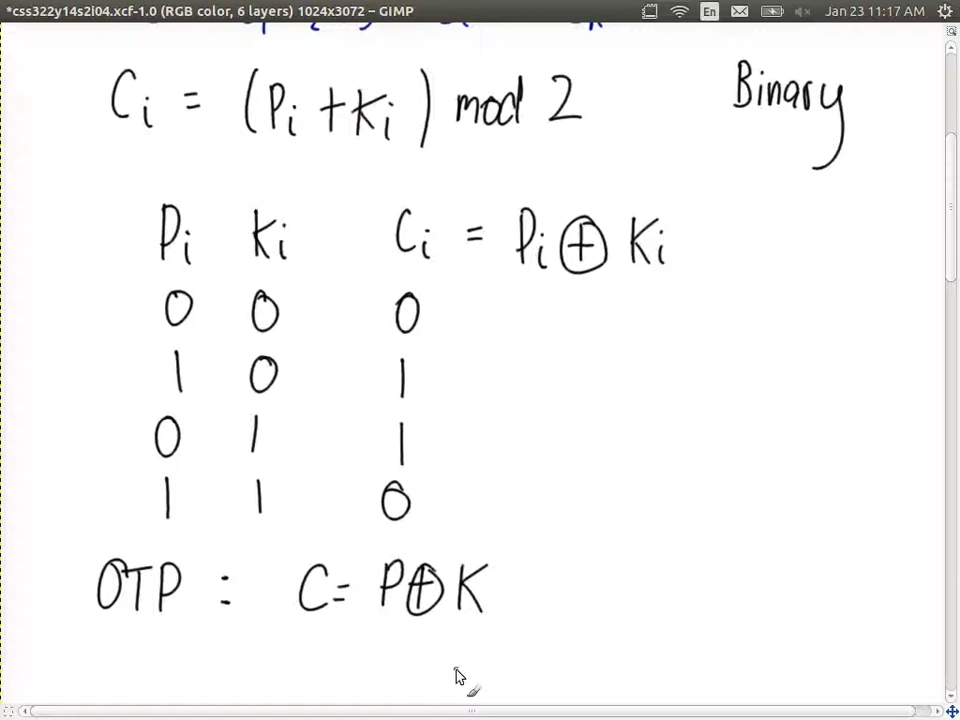 *css322y14s2i04.xcf-1.0 (RGB color, 6 layers) 1024x3072 – GIMP En Jan 23 11:17 AM
Ci = (Pi + Ki) mod 2 Binary
Pi Ki Ci = Pi ⊕ Ki
0 0 0
1 0 1
0 1 1
1 1 0
OTP : C = P ⊕ K